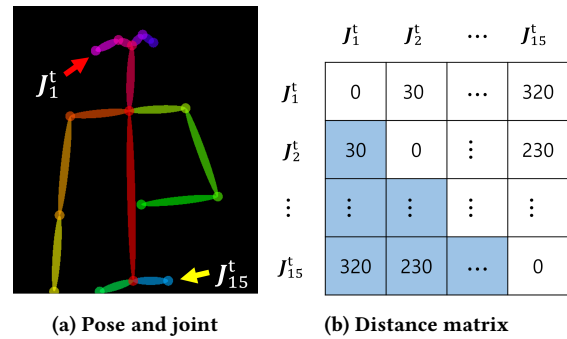 J₁ᵗ
J₁₅ᵗ
(a) Pose and joint
J₁ᵗ J₂ᵗ ⋯ J₁₅ᵗ
J₁ᵗ 0 30 ⋯ 320
J₂ᵗ 30 0 ⋮ 230
⋮ ⋮ ⋮ ⋮ ⋮
J₁₅ᵗ 320 230 ⋯ 0
(b) Distance matrix